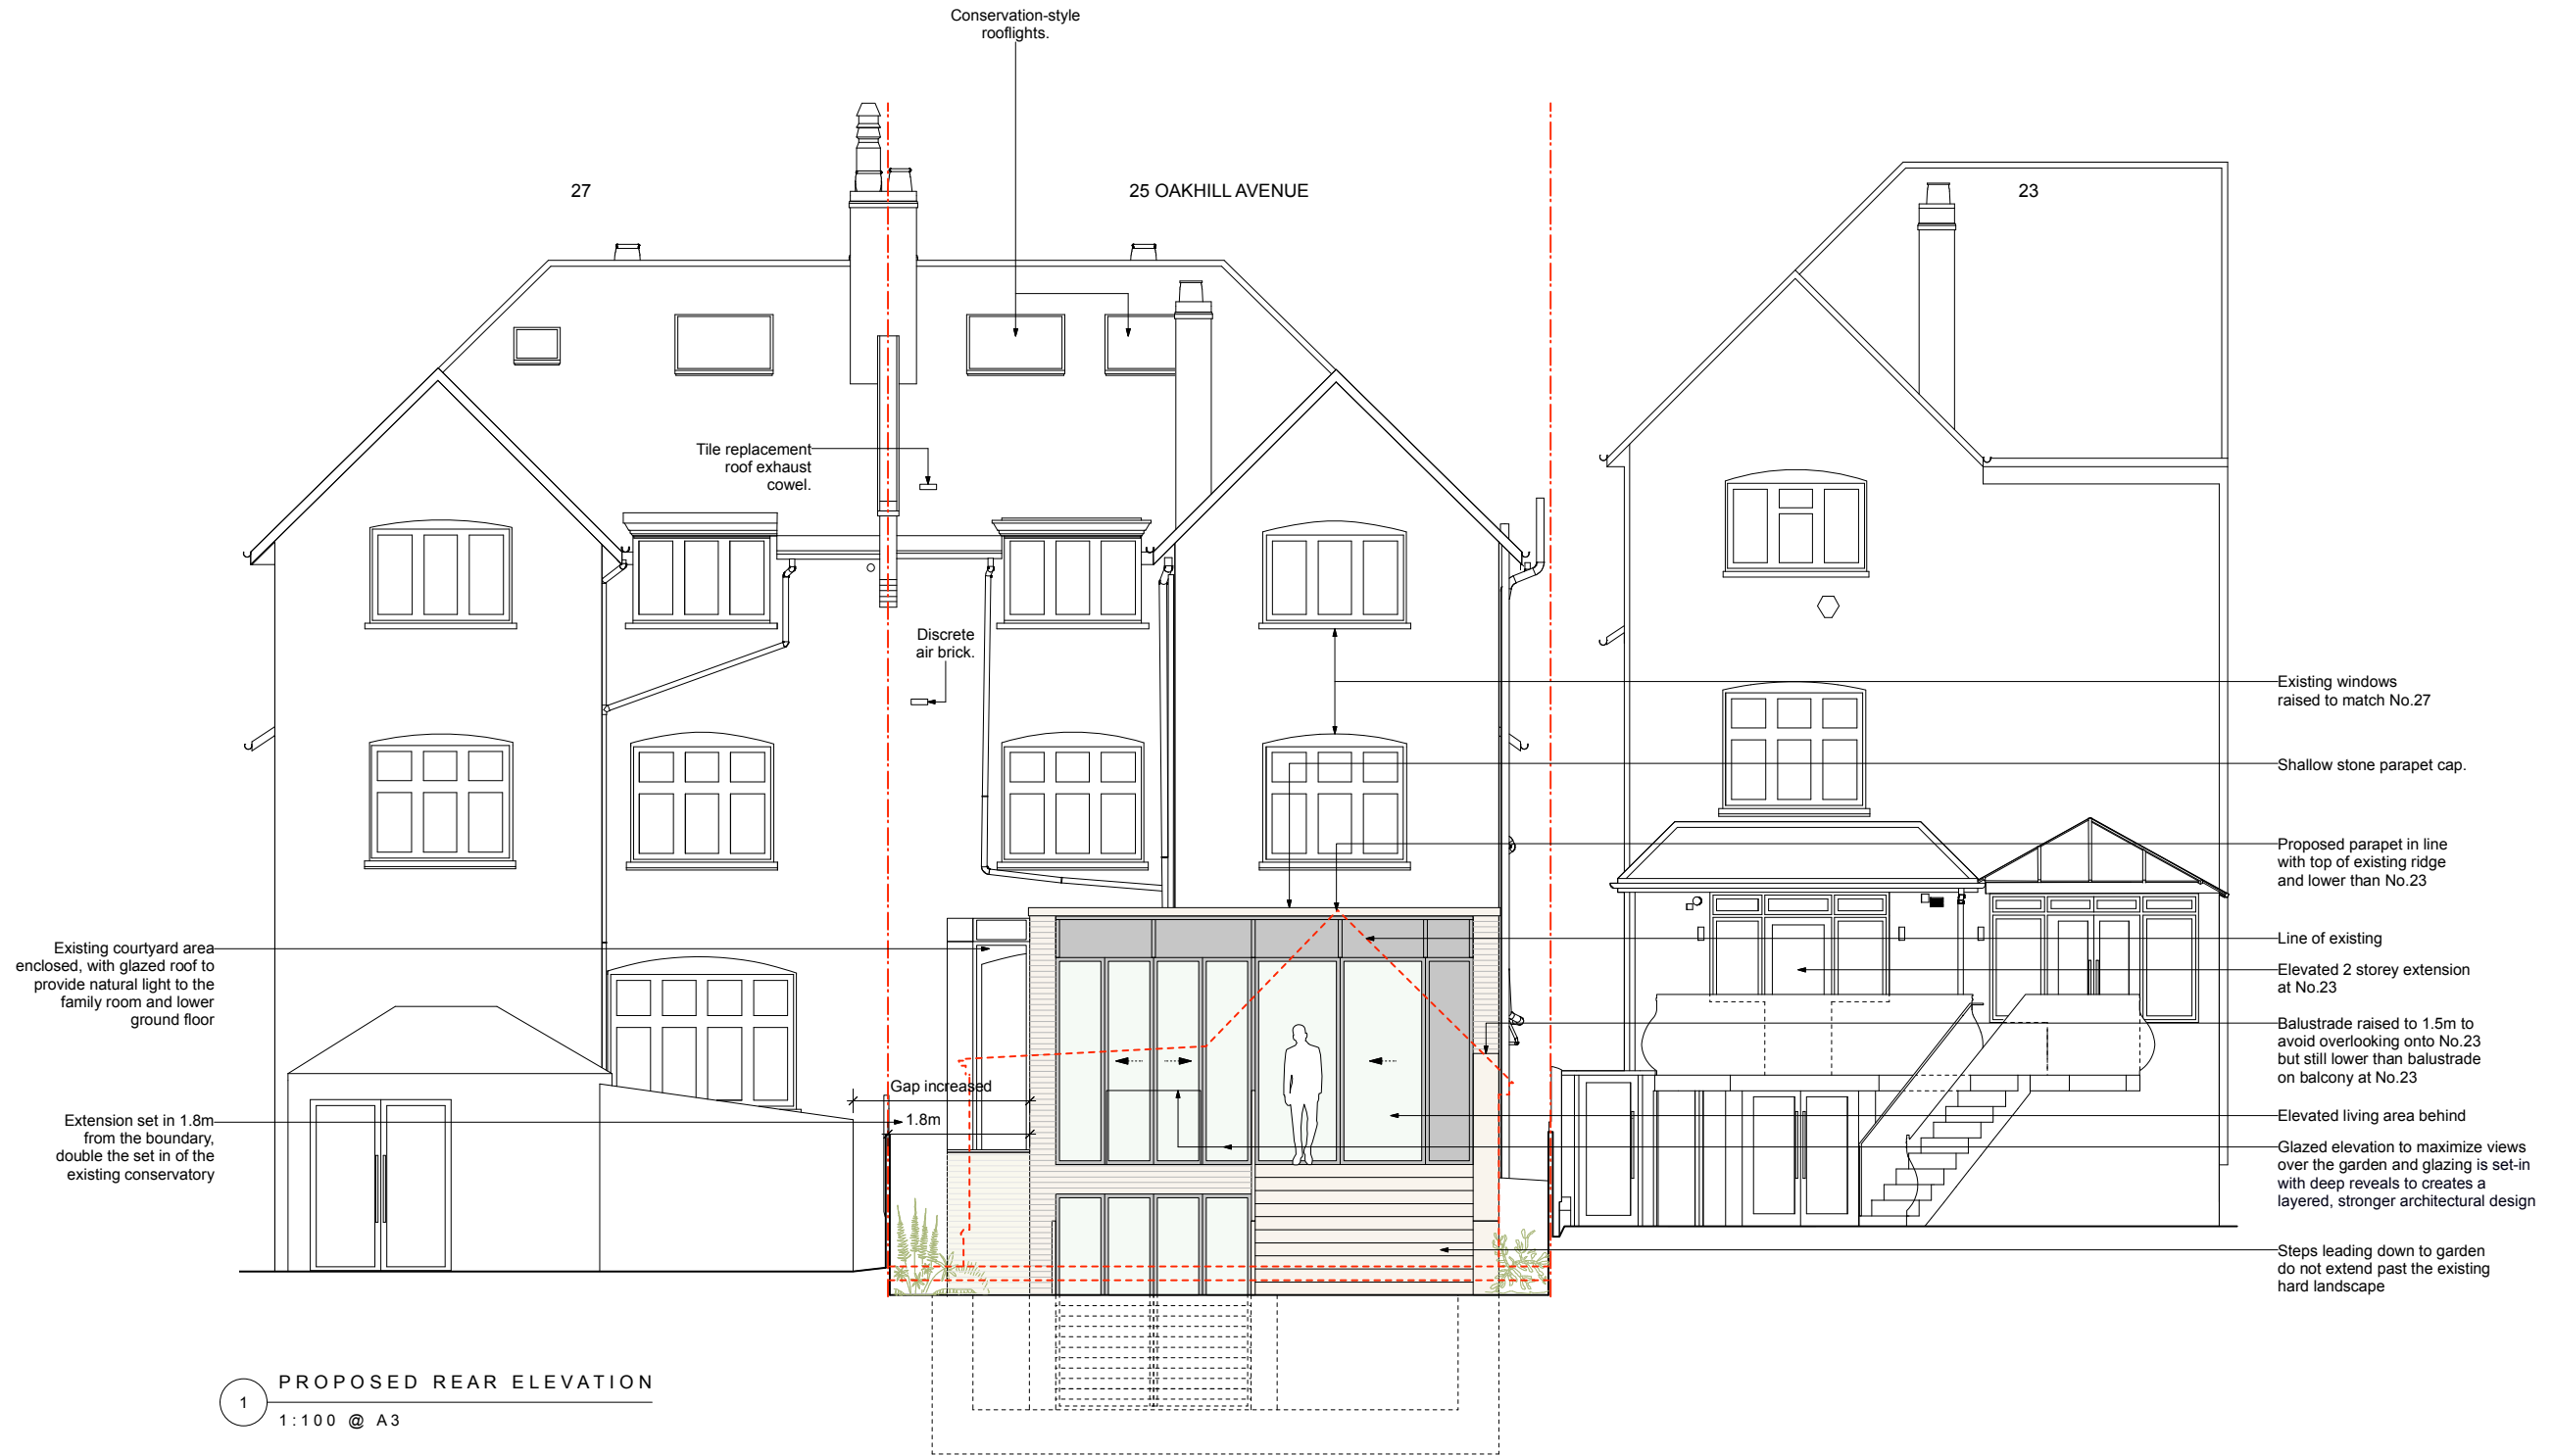 Conservation-style
rooflights.
27
25 OAKHILL AVENUE
23
Tile replacement
roof exhaust
cowel.
Discrete
air brick.
Existing windows
raised to match No.27
Shallow stone parapet cap.
Proposed parapet in line
with top of existing ridge
and lower than No.23
Line of existing
Elevated 2 storey extension
at No.23
Balustrade raised to 1.5m to
avoid overlooking onto No.23
but still lower than balustrade
on balcony at No.23
Elevated living area behind
Glazed elevation to maximize views
over the garden and glazing is set-in
with deep reveals to creates a
layered, stronger architectural design
Steps leading down to garden
do not extend past the existing
hard landscape
Existing courtyard area
enclosed, with glazed roof to
provide natural light to the
family room and lower
ground floor
Gap increased
1.8m
Extension set in 1.8m
from the boundary,
double the set in of the
existing conservatory
1
PROPOSED REAR ELEVATION
1:100 @ A3